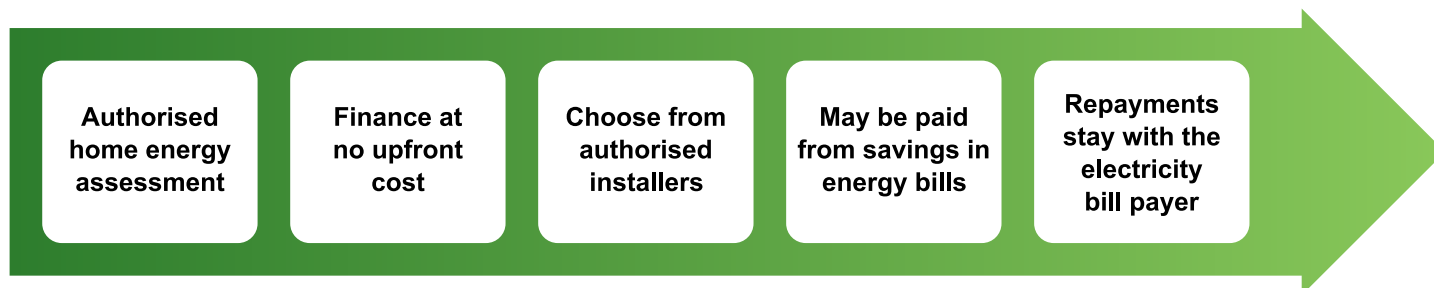 Authorised
home energy
assessment
Finance at
no upfront
cost
Choose from
authorised
installers
May be paid
from savings in
energy bills
Repayments
stay with the
electricity
bill payer